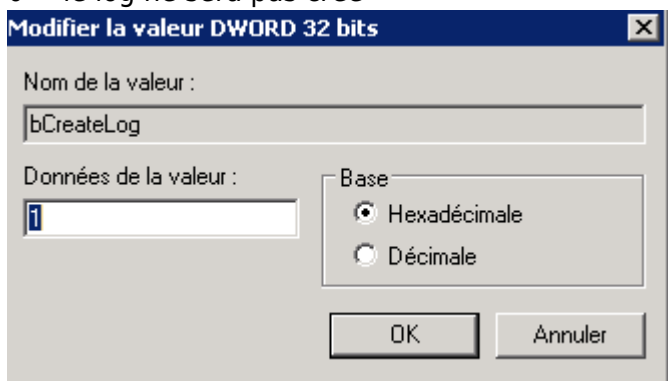 Modifier la valeur DWORD 32 bits
Nom de la valeur :
bCreateLog
Données de la valeur :
1
Base
Hexadécimale
Décimale
OK
Annuler